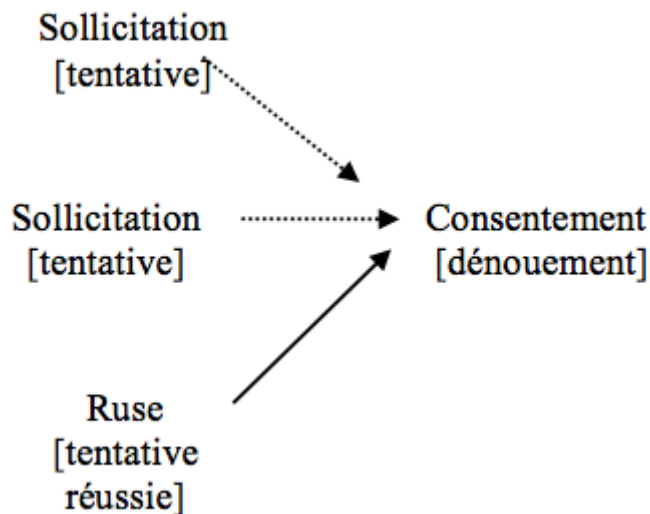 Sollicitation
[tentative]
Sollicitation
[tentative]
Consentement
[dénouement]
Ruse
[tentative
réussie]